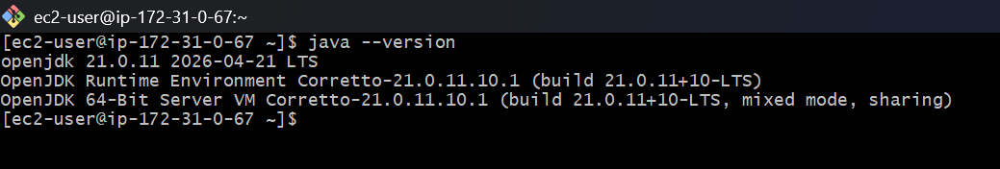 ec2-user@ip-172-31-0-67:~
[ec2-user@ip-172-31-0-67 ~]$ java --version
openjdk 21.0.11 2026-04-21 LTS
OpenJDK Runtime Environment Corretto-21.0.11.10.1 (build 21.0.11+10-LTS)
OpenJDK 64-Bit Server VM Corretto-21.0.11.10.1 (build 21.0.11+10-LTS, mixed mode, sharing)
[ec2-user@ip-172-31-0-67 ~]$